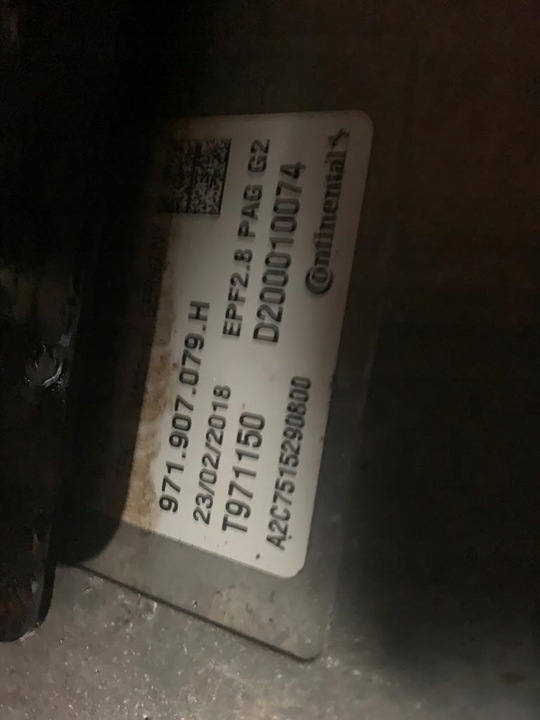 971.907.079.H
23/02/2018 EPF2.8 PAG G2
T971150 D200010074
A2C7515290800 Continental